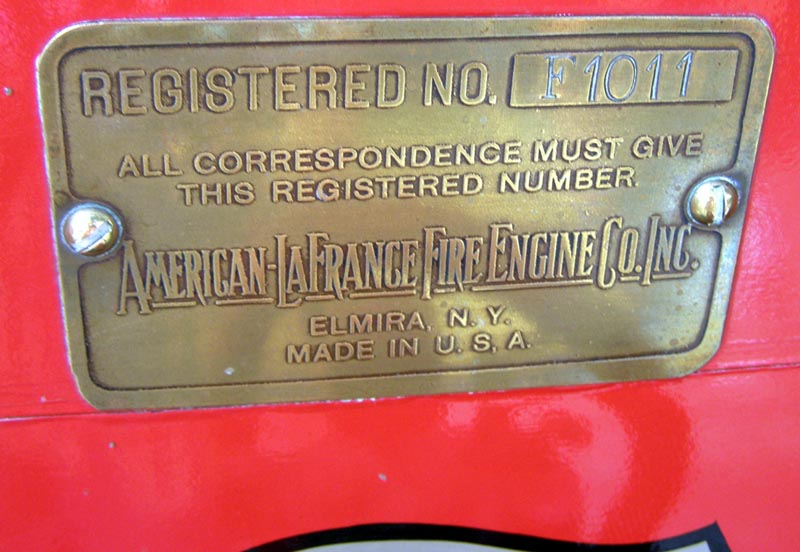 REGISTERED NO. F1011
ALL CORRESPONDENCE MUST GIVE
THIS REGISTERED NUMBER
AMERICAN-LAFRANCE FIRE ENGINE CO. INC.
ELMIRA, N. Y.
MADE IN U. S. A.